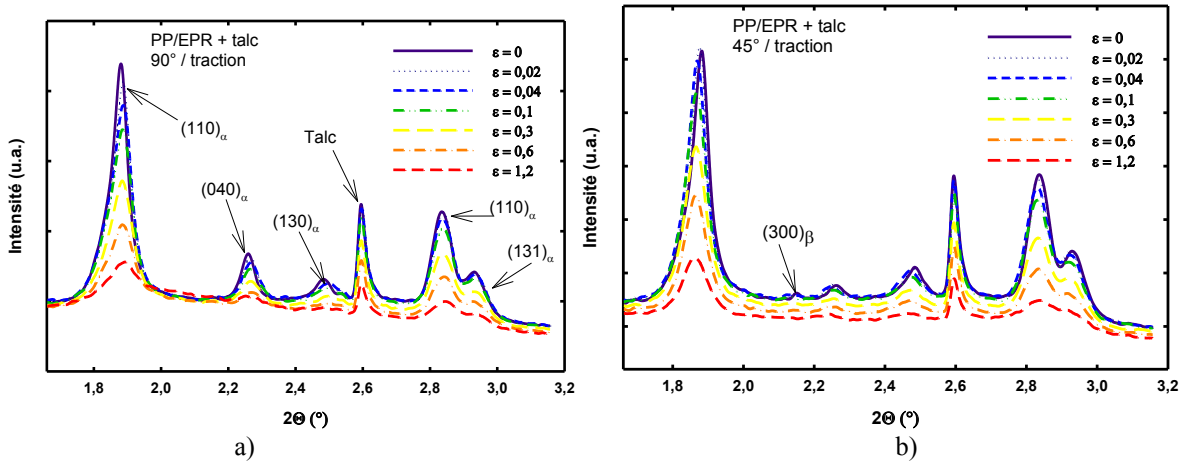 a)
PP/EPR + talc
90° / traction
ε = 0
ε = 0,02
ε = 0,04
ε = 0,1
ε = 0,3
ε = 0,6
ε = 1,2
(110)α
Talc
(040)α
(130)α
(110)α
(131)α
Intensité (u.a.)
1,8 2,0 2,2 2,4 2,6 2,8 3,0 3,2
2Θ (°)
a)
b)
PP/EPR + talc
45° / traction
ε = 0
ε = 0,02
ε = 0,04
ε = 0,1
ε = 0,3
ε = 0,6
ε = 1,2
(300)β
Intensité (u.a.)
1,8 2,0 2,2 2,4 2,6 2,8 3,0 3,2
2Θ (°)
b)